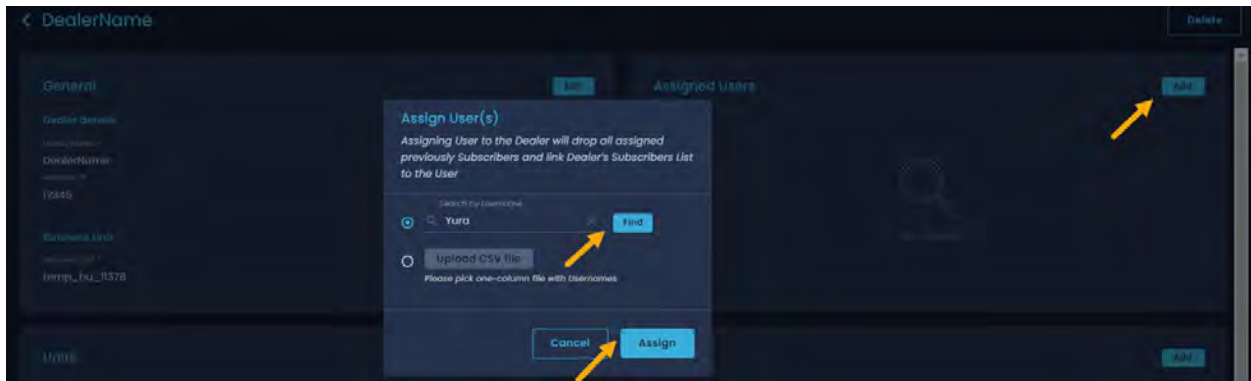 DealerName
Delete
General
Edit
Assigned Users
Add
Dealer Details
DealerName
12345
Business Unit
temp_bu_11378
Assign User(s)
Assigning User to the Dealer will drop all assigned
previously Subscribers and link Dealer's Subscribers List
to the User
Search by Username
Yura
Find
Upload CSV file
Please pick one-column file with Usernames
Cancel
Assign
Units
Add